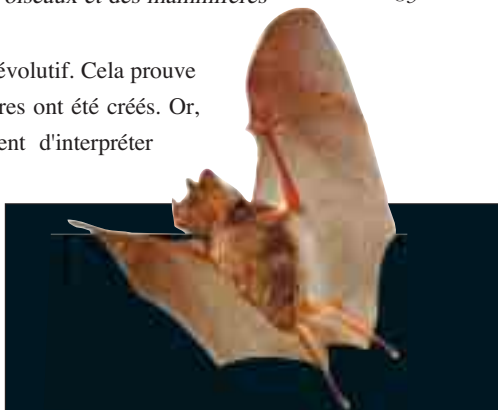 oiseaux et des mammifères
évolutif. Cela prouve
res ont été créés. Or,
ent d'interpréter